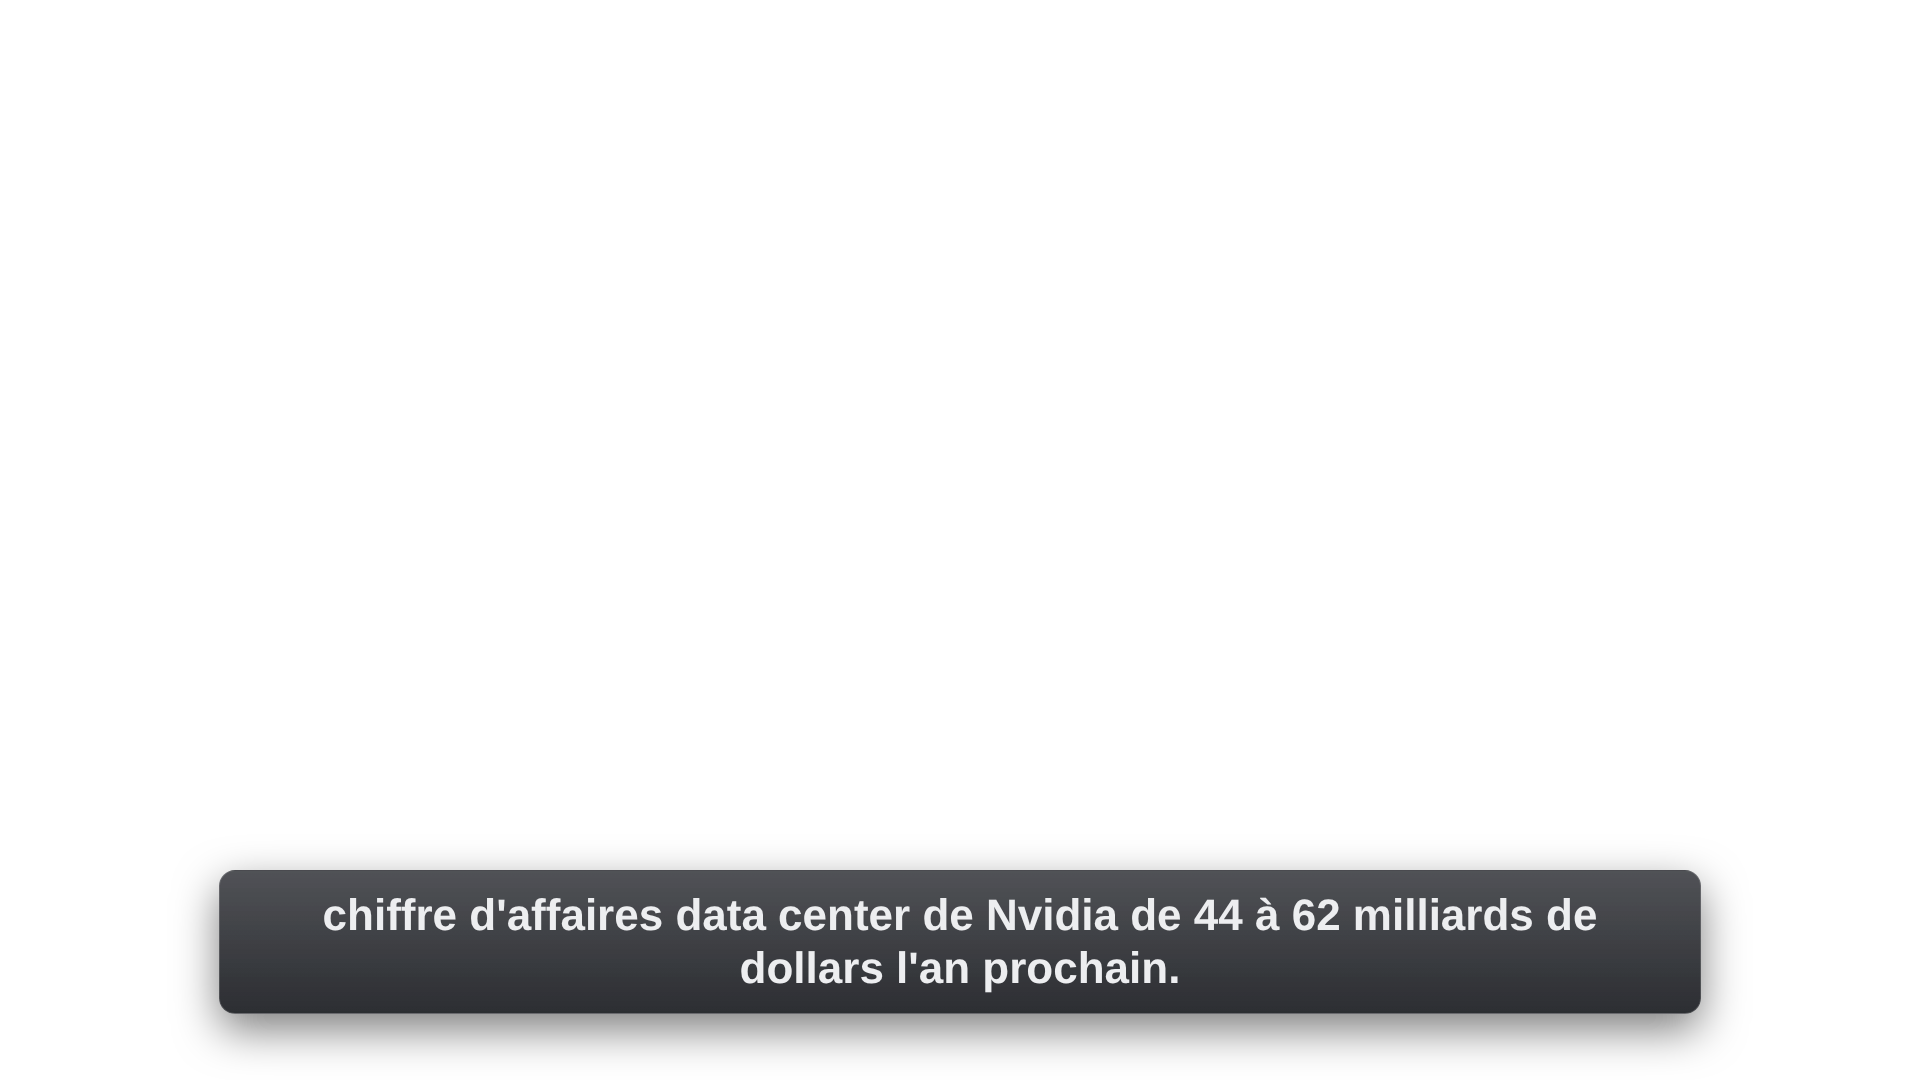 chiffre d'affaires data center de Nvidia de 44 à 62 milliards de
dollars l'an prochain.